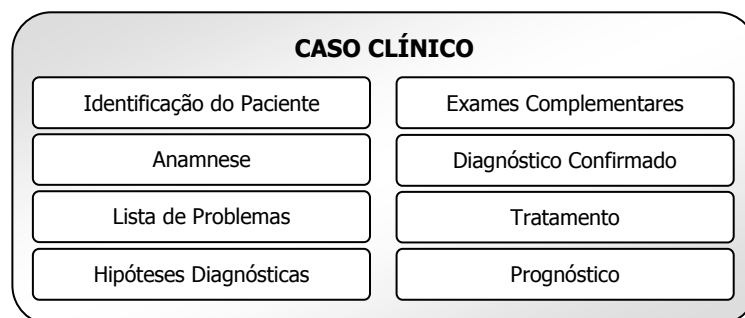 CASO CLÍNICO
Identificação do Paciente
Anamnese
Lista de Problemas
Hipóteses Diagnósticas
Exames Complementares
Diagnóstico Confirmado
Tratamento
Prognóstico